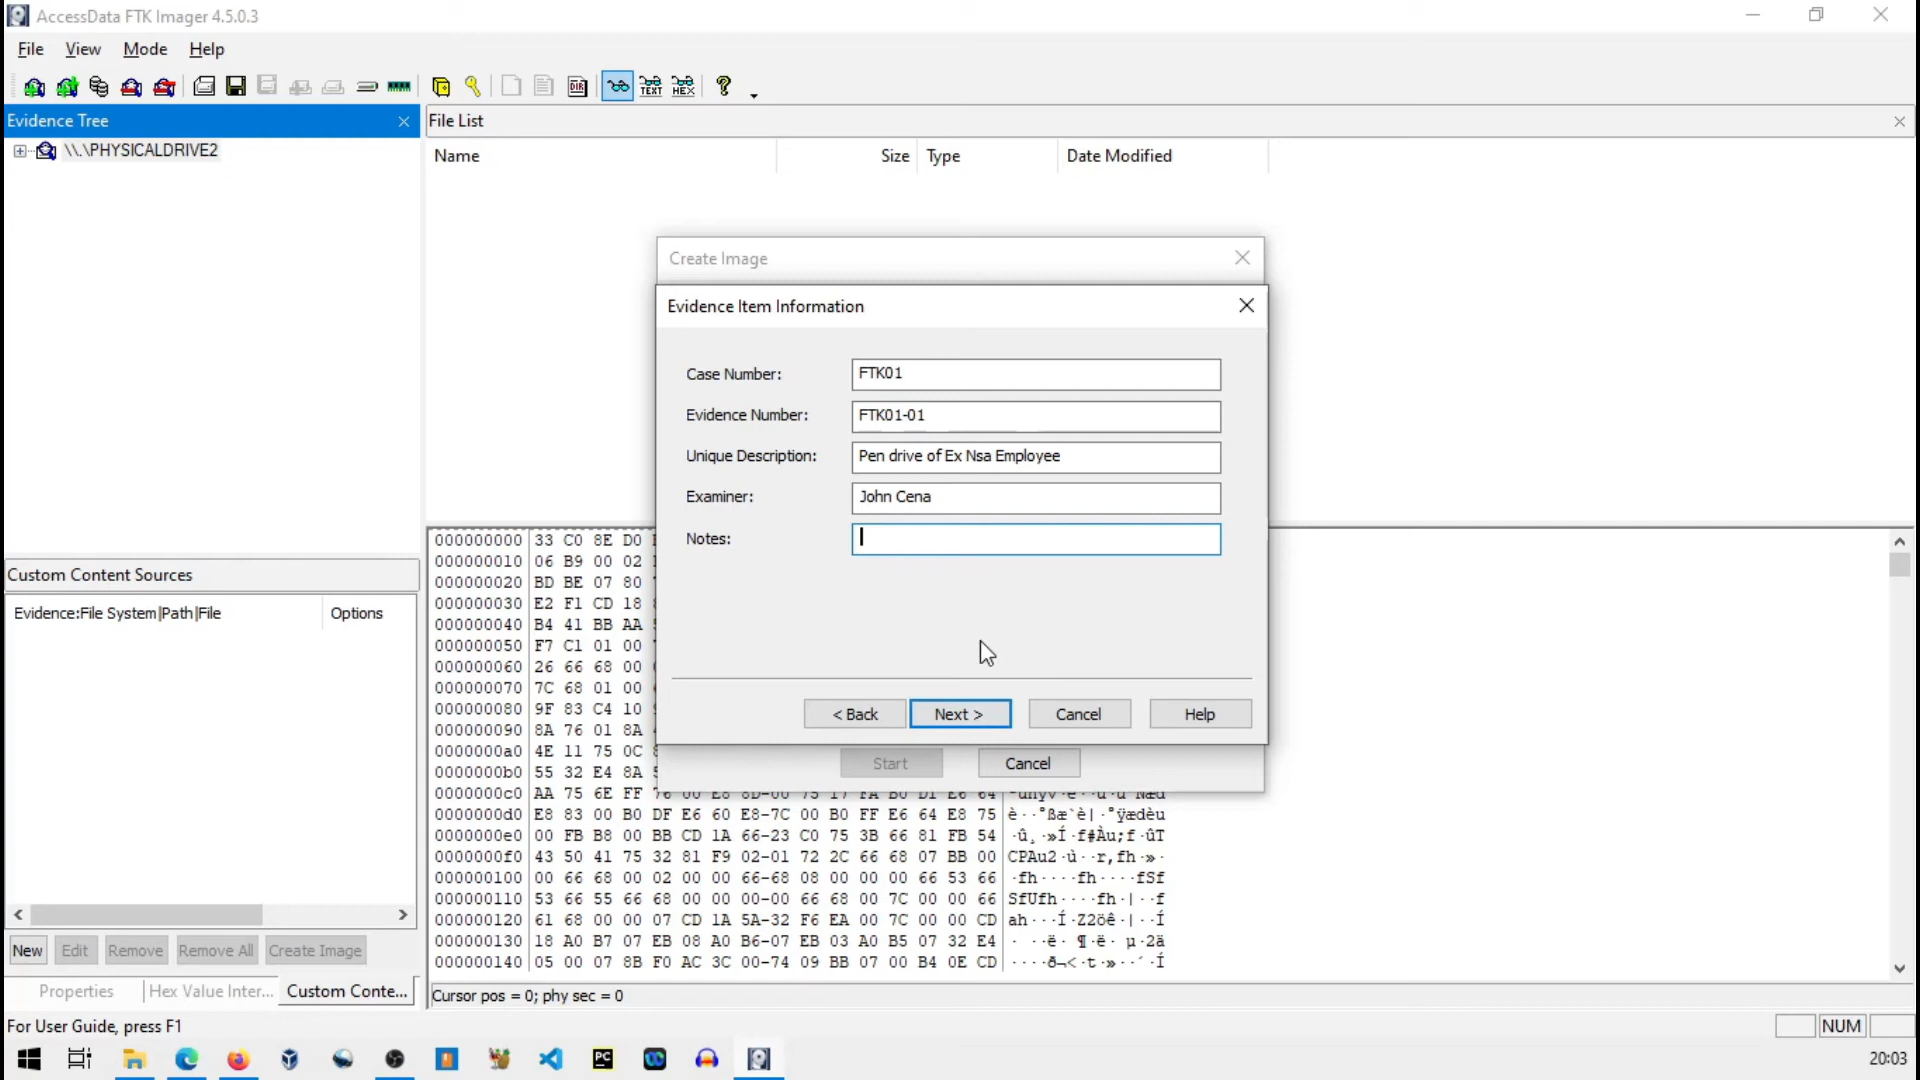 AccessData FTK Imager 4.5.0.3
File View Mode Help
TEXT HEX
Evidence Tree
\\.\PHYSICALDRIVE2
File List
Name Size Type Date Modified
Create Image
Evidence Item Information
Case Number: FTK01
Evidence Number: FTK01-01
Unique Description: Pen drive of Ex Nsa Employee
Examiner: John Cena
Notes:
< Back Next > Cancel Help
Start Cancel
Custom Content Sources
Evidence:File System|Path|File Options
New Edit Remove Remove All Create Image
Properties Hex Value Inter... Custom Conte...
000000000 33 C0 8E D0
000000010 06 B9 00 02
000000020 BD BE 07 80
000000030 E2 F1 CD 18
000000040 B4 41 BB AA
000000050 F7 C1 01 00
000000060 26 66 68 00
000000070 7C 68 01 00
000000080 9F 83 C4 10
000000090 8A 76 01 8A
0000000a0 4E 11 75 0C
0000000b0 55 32 E4 8A
0000000c0 AA 75 6E FF 76 00 E8 8D-00 75 17 FA B0 D1 E6 64
0000000d0 E8 83 00 B0 DF E6 60 E8-7C 00 B0 FF E6 64 E8 75 è··°ßæ`è|·°ÿædèu
0000000e0 00 FB B8 00 BB CD 1A 66-23 C0 75 3B 66 81 FB 54 ·û¸·»Í·f#Àu;f·ûT
0000000f0 43 50 41 75 32 81 F9 02-01 72 2C 66 68 07 BB 00 CPAu2·ù··r,fh·»·
000000100 00 66 68 00 02 00 00 66-68 08 00 00 00 66 53 66 ·fh····fh····fSf
000000110 53 66 55 66 68 00 00 00-00 66 68 00 7C 00 00 66 SfUfh····fh·|··f
000000120 61 68 00 00 07 CD 1A 5A-32 F6 EA 00 7C 00 00 CD ah···Í·Z2öê·|··Í
000000130 18 A0 B7 07 EB 08 A0 B6-07 EB 03 A0 B5 07 32 E4 · ··ë· ¶·ë· µ·2ä
000000140 05 00 07 8B F0 AC 3C 00-74 09 BB 07 00 B4 0E CD ····ð¬<·t·»··´·Í
Cursor pos = 0; phy sec = 0
For User Guide, press F1
NUM
PC
20:03